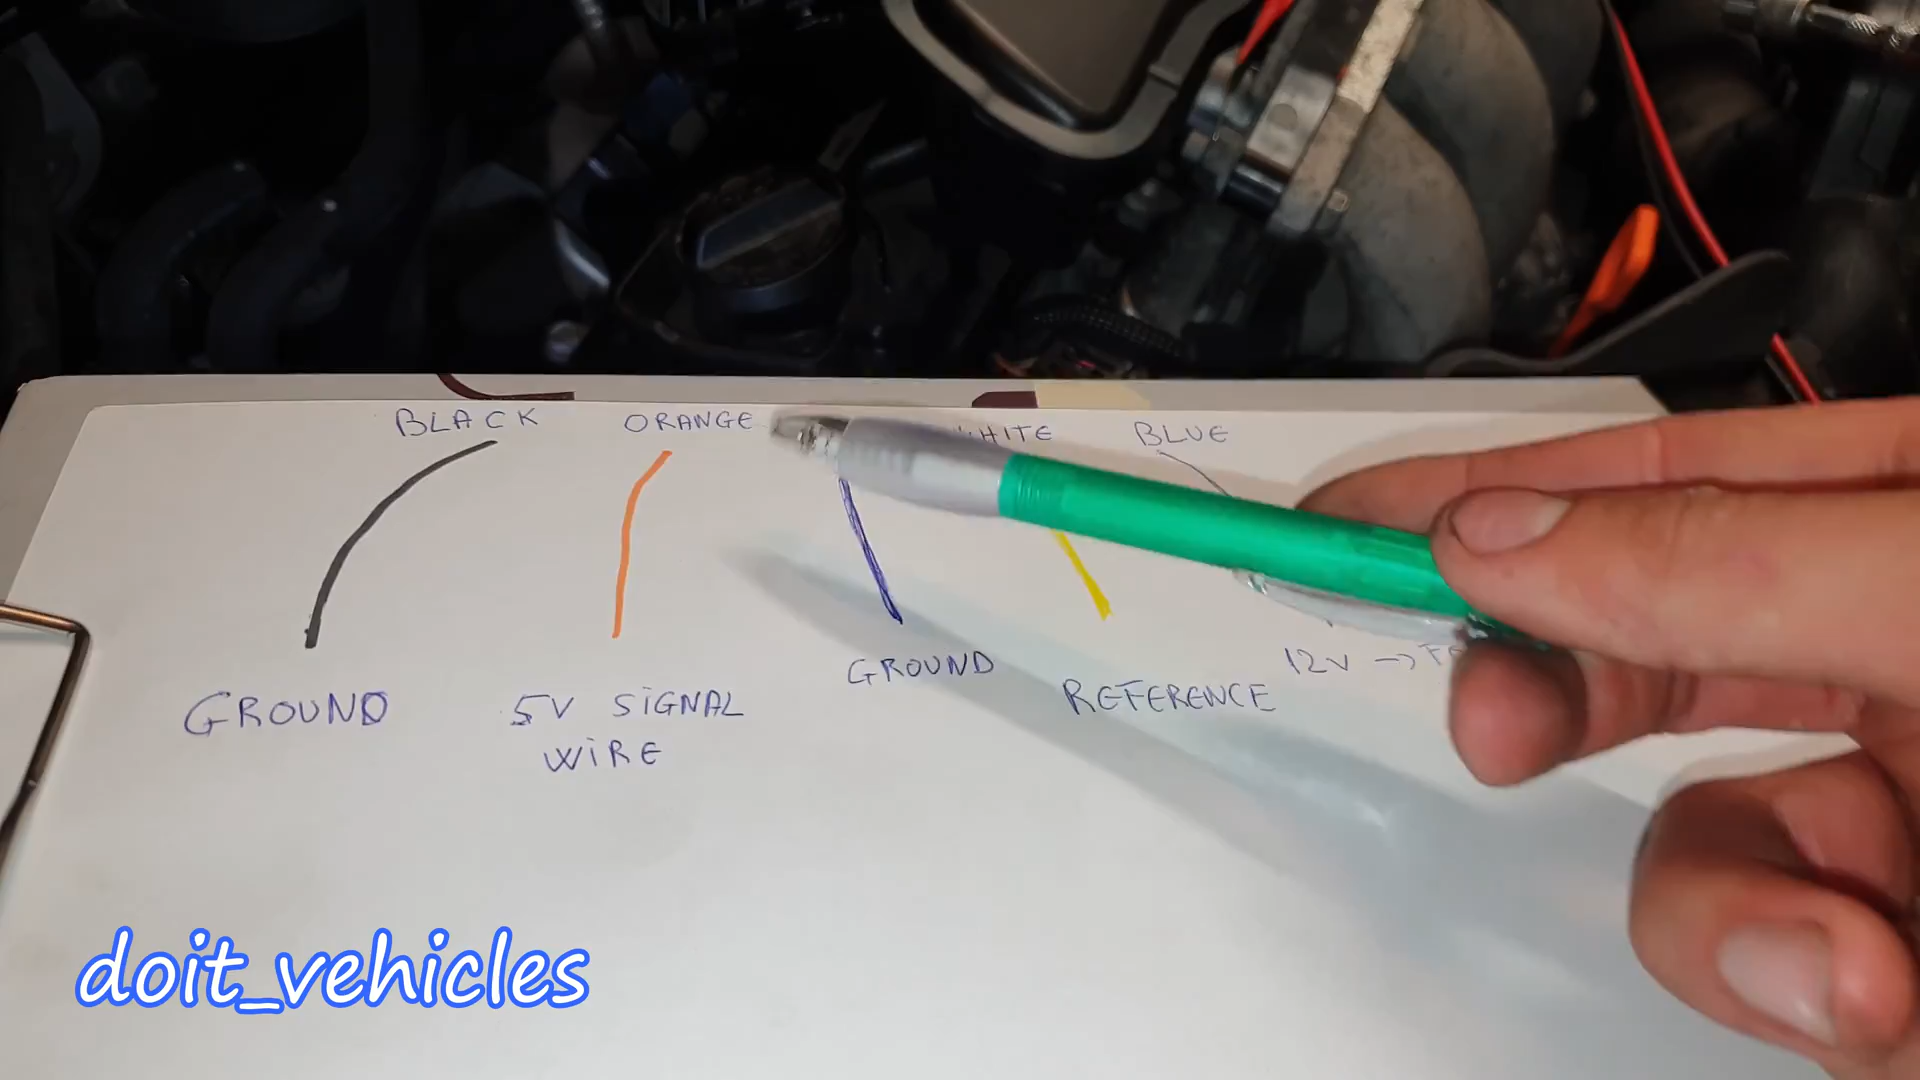 BLACK ORANGE BLUE
GROUND 5V SIGNAL WIRE GROUND REFERENCE 12V →
doit_vehicles